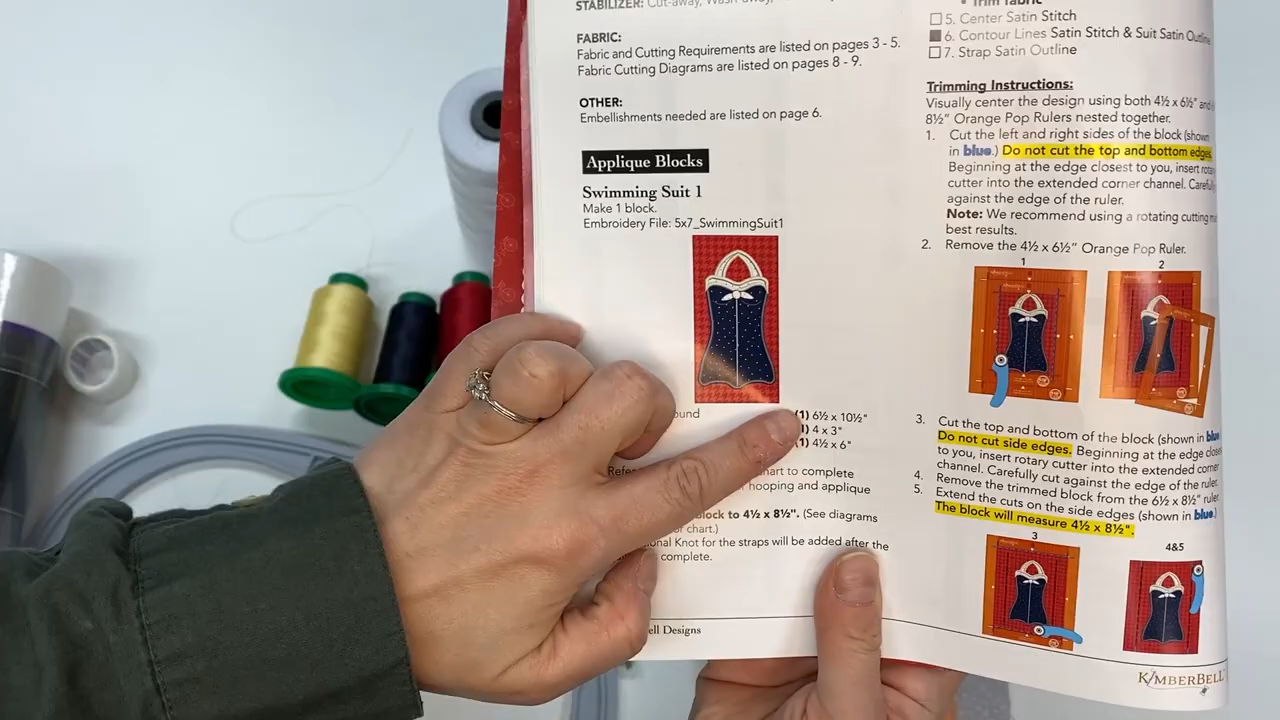 STABILIZER: Cut-away, Wash-away,
FABRIC:
Fabric and Cutting Requirements are listed on pages 3 - 5.
Fabric Cutting Diagrams are listed on pages 8 - 9.
OTHER:
Embellishments needed are listed on page 6.
Applique Blocks
Swimming Suit 1
Make 1 block.
Embroidery File: 5x7_SwimmingSuit1
(1) 6½ x 10½"
4 x 3"
(1) 4½ x 6"
to complete
hooping and applique
to 4½ x 8½". (See diagrams
chart.)
Knot for the straps will be added after the
complete.
Designs
Trim fabric
5. Center Satin Stitch
6. Contour Lines Satin Stitch & Suit Satin Outline
7. Strap Satin Outline
Trimming Instructions:
Visually center the design using both 4½ x 6½" and
8½" Orange Pop Rulers nested together.
1. Cut the left and right sides of the block (shown
in blue.) Do not cut the top and bottom edges.
Beginning at the edge closest to you, insert
cutter into the extended corner channel.
against the edge of the ruler.
Note: We recommend using a rotating cutting
best results.
2. Remove the 4½ x 6½" Orange Pop Ruler.
1
2
3. Cut the top and bottom of the block (shown in blue
Do not cut side edges. Beginning at the edge
to you, insert rotary cutter into the extended corner
channel. Carefully cut against the edge of the ruler.
4. Remove the trimmed block from the 6½ x 8½" ruler.
5. Extend the cuts on the side edges (shown in blue.)
The block will measure 4½ x 8½".
3
4&5
KIMBERBELL